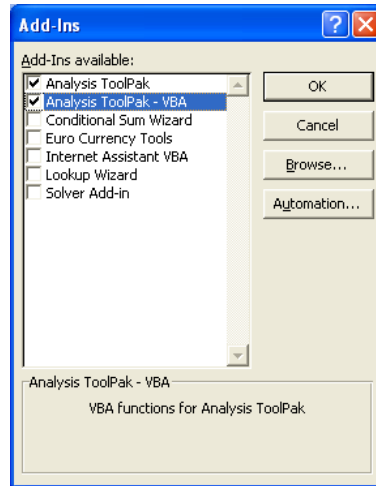 Add-Ins
Add-Ins available:
Analysis ToolPak
Analysis ToolPak - VBA
Conditional Sum Wizard
Euro Currency Tools
Internet Assistant VBA
Lookup Wizard
Solver Add-in
OK
Cancel
Browse...
Automation...
Analysis ToolPak - VBA
VBA functions for Analysis ToolPak